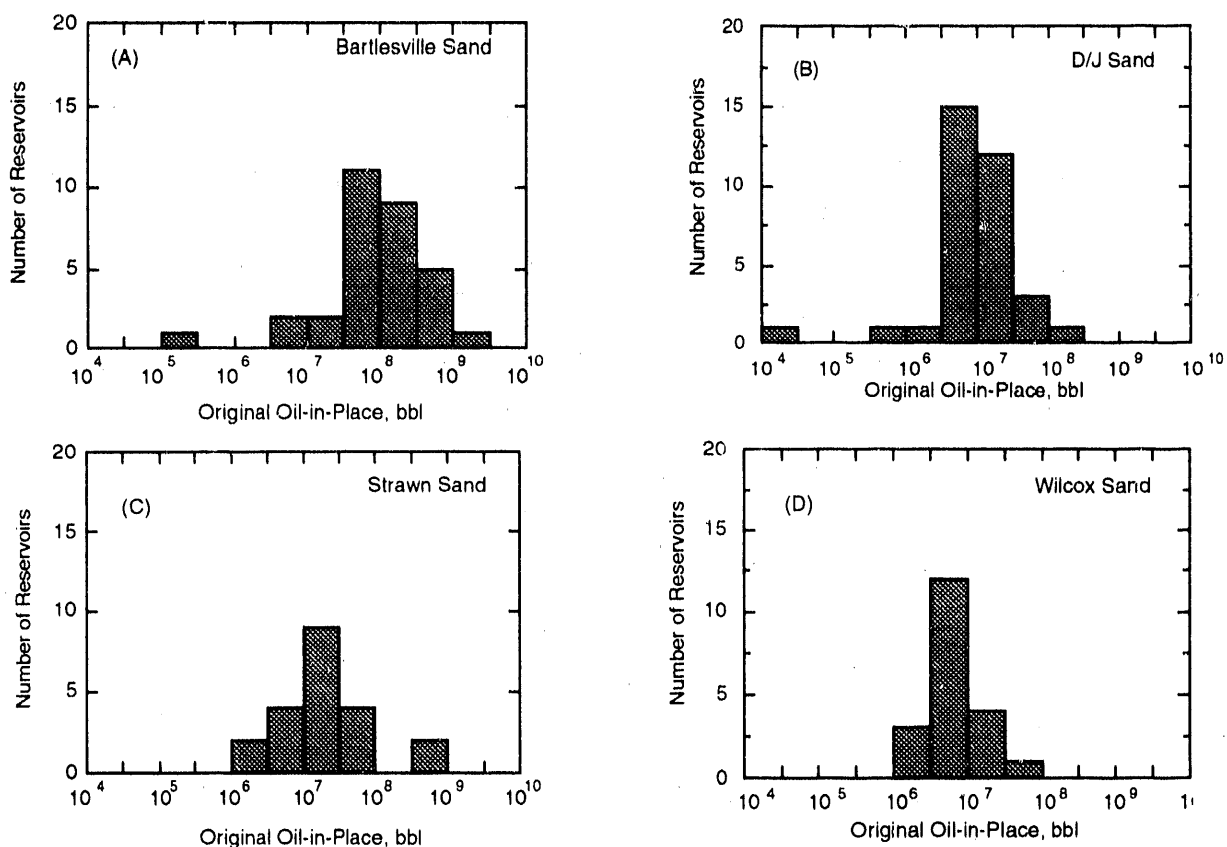 (A)
Bartlesville Sand
Number of Reservoirs
20
15
10
5
0
10^4 10^5 10^6 10^7 10^8 10^9 10^10
Original Oil-in-Place, bbl
(B)
D/J Sand
Number of Reservoirs
20
15
10
5
0
10^4 10^5 10^6 10^7 10^8 10^9 10^10
Original Oil-in-Place, bbl
(C)
Strawn Sand
Number of Reservoirs
20
15
10
5
0
10^4 10^5 10^6 10^7 10^8 10^9 10^10
Original Oil-in-Place, bbl
(D)
Wilcox Sand
Number of Reservoirs
20
15
10
5
0
10^4 10^5 10^6 10^7 10^8 10^9
Original Oil-in-Place, bbl